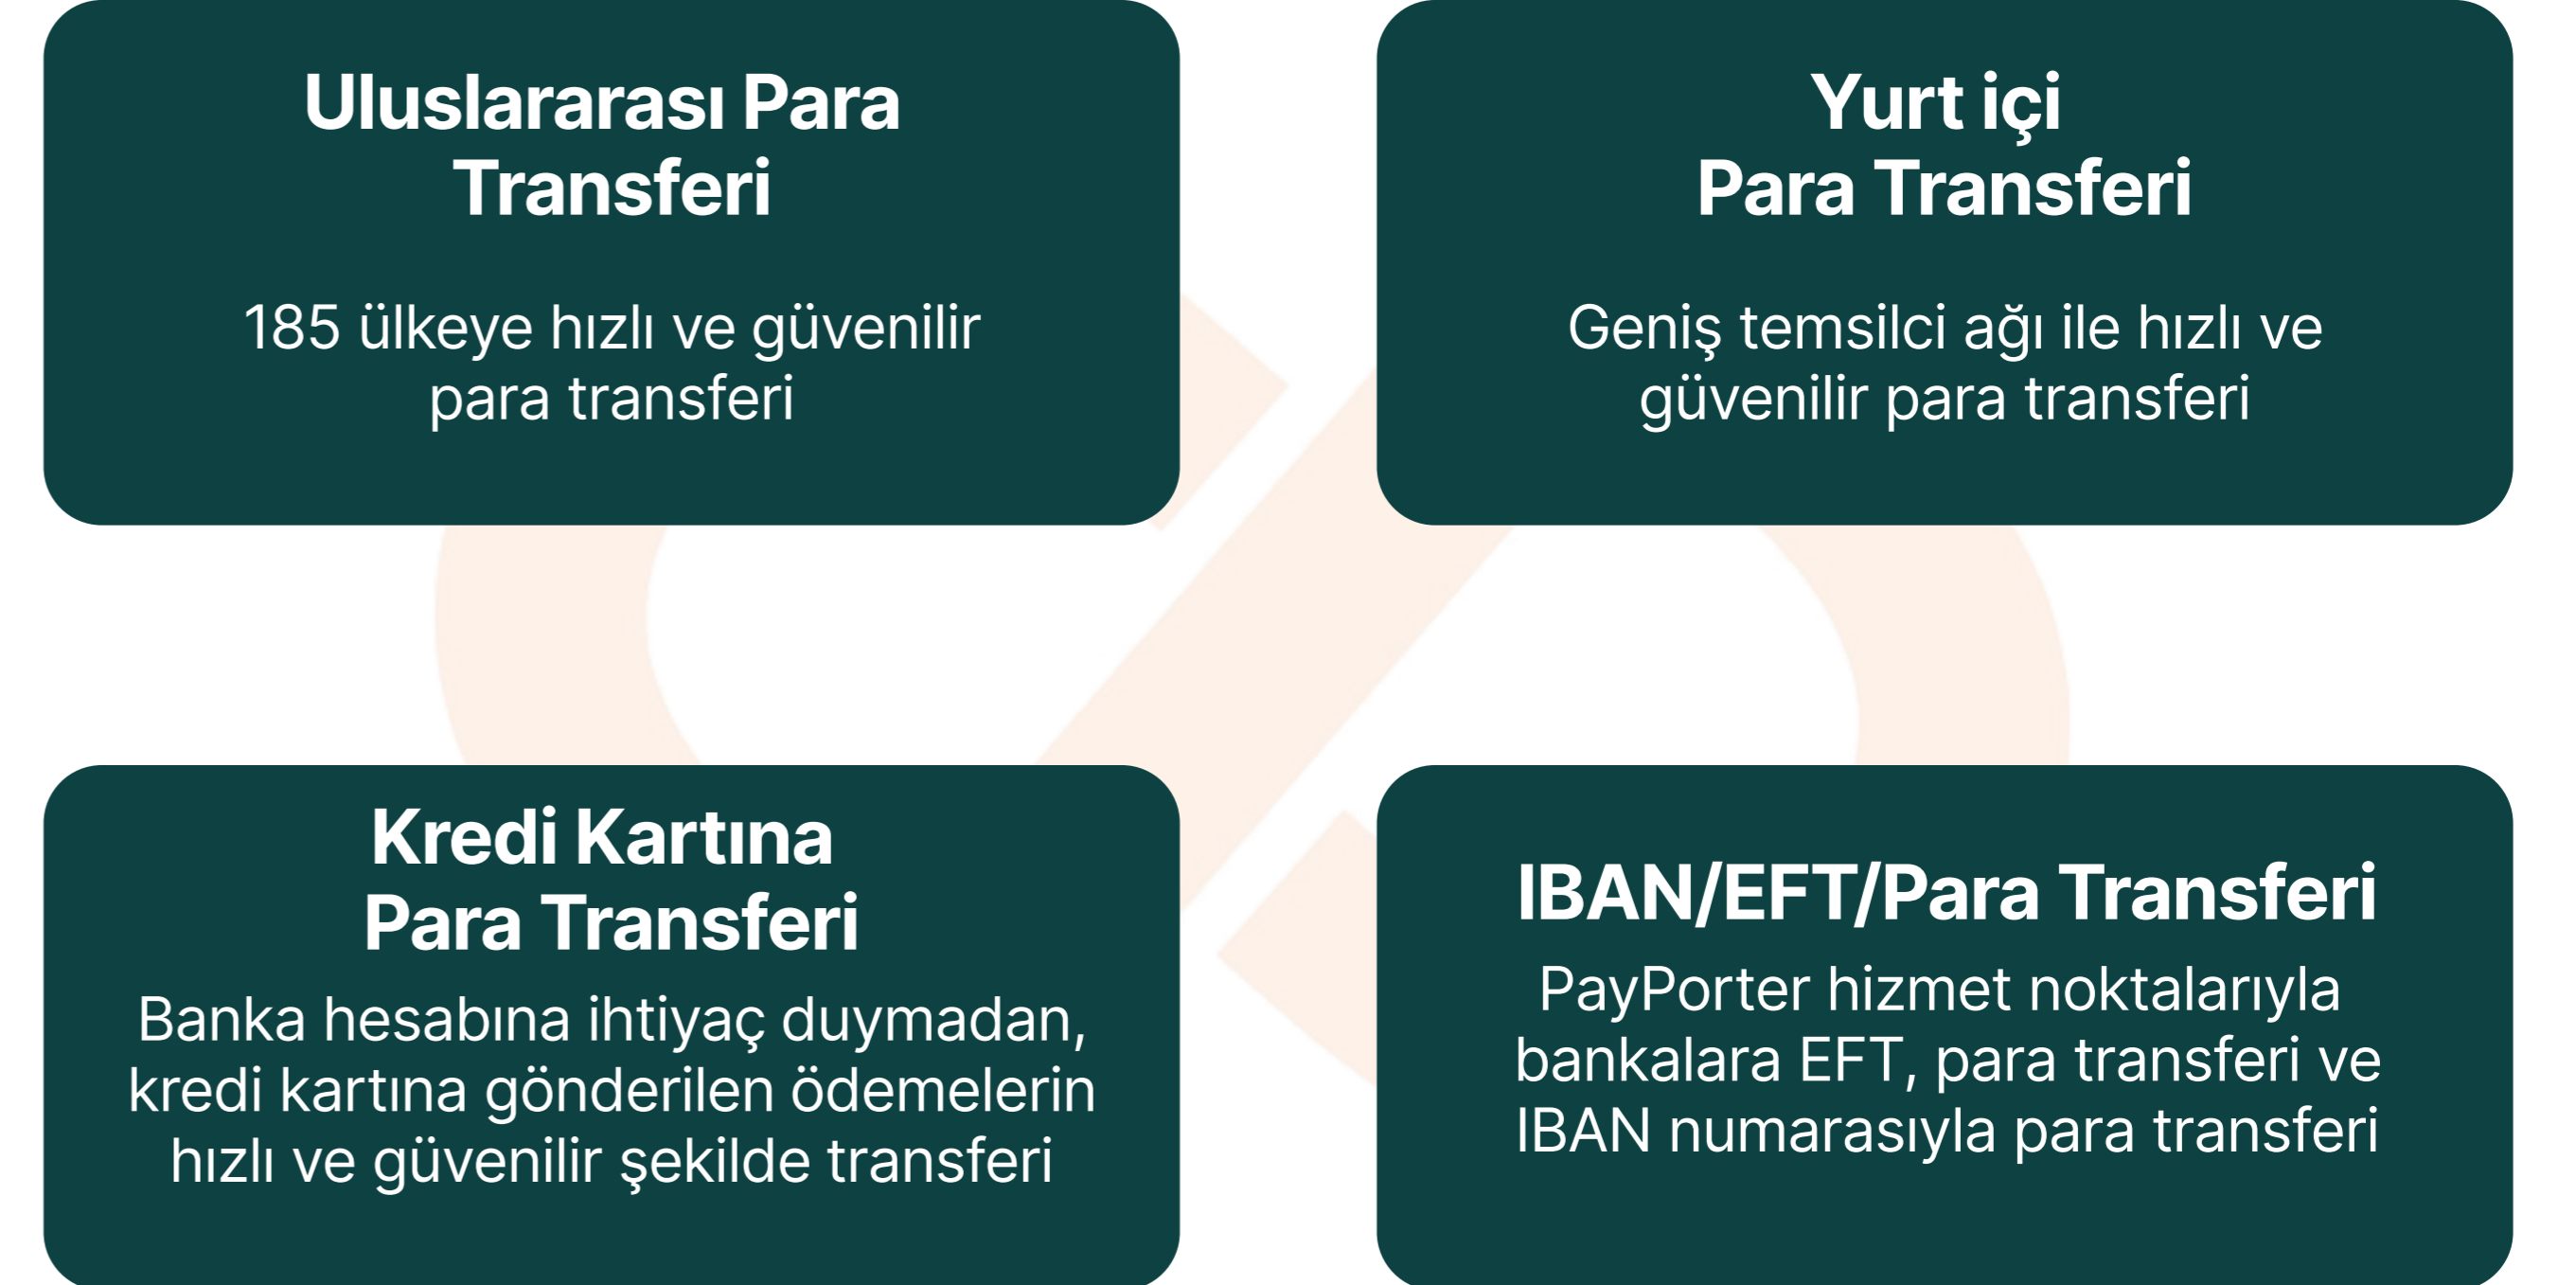 Uluslararası Para
Transferi
185 ülkeye hızlı ve güvenilir
para transferi
Yurt içi
Para Transferi
Geniş temsilci ağı ile hızlı ve
güvenilir para transferi
Kredi Kartına
Para Transferi
Banka hesabına ihtiyaç duymadan,
kredi kartına gönderilen ödemelerin
hızlı ve güvenilir şekilde transferi
IBAN/EFT/Para Transferi
PayPorter hizmet noktalarıyla
bankalara EFT, para transferi ve
IBAN numarasıyla para transferi